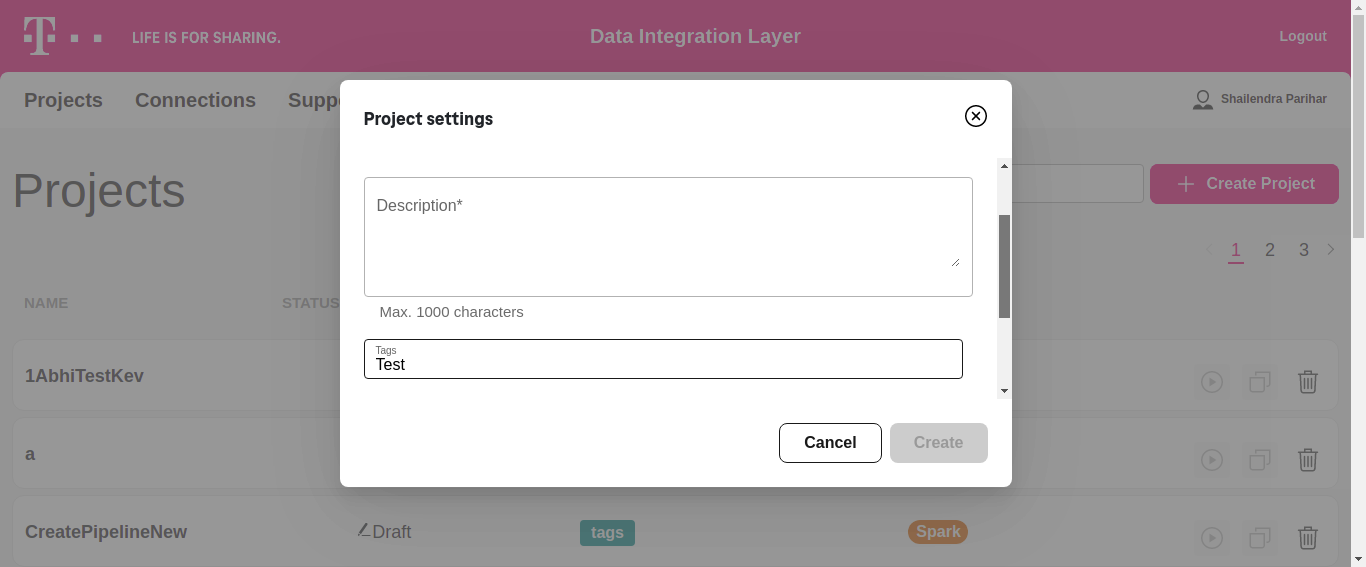 T
LIFE IS FOR SHARING.
Data Integration Layer
Logout
Projects
Connections
Shailendra Parihar
Project settings
Projects
Create Project
Description*
1 2 3
Max. 1000 characters
NAME
STATUS
Tags
Test
1AbhiTestKev
Cancel
Create
a
CreatePipelineNew
Draft
tags
Spark